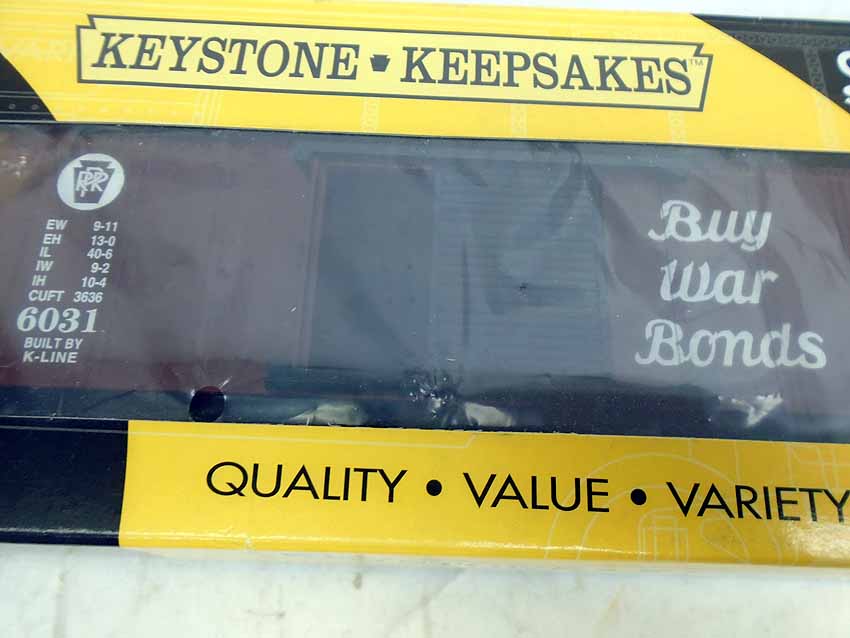 KEYSTONE KEEPSAKES™
PRR
EW 9-11
EH 13-0
IL 40-6
IW 9-2
IH 10-4
CUFT 3636
6031
BUILT BY
K-LINE
Buy
War
Bonds
QUALITY • VALUE • VARIETY